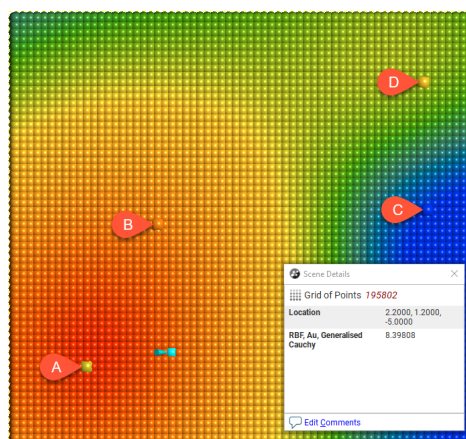 D
C
B
A
Scene Details
Grid of Points 195802
Location 2.2000, 1.2000,
-5.0000
RBF, Au, Generalised 8.39808
Cauchy
Edit Comments